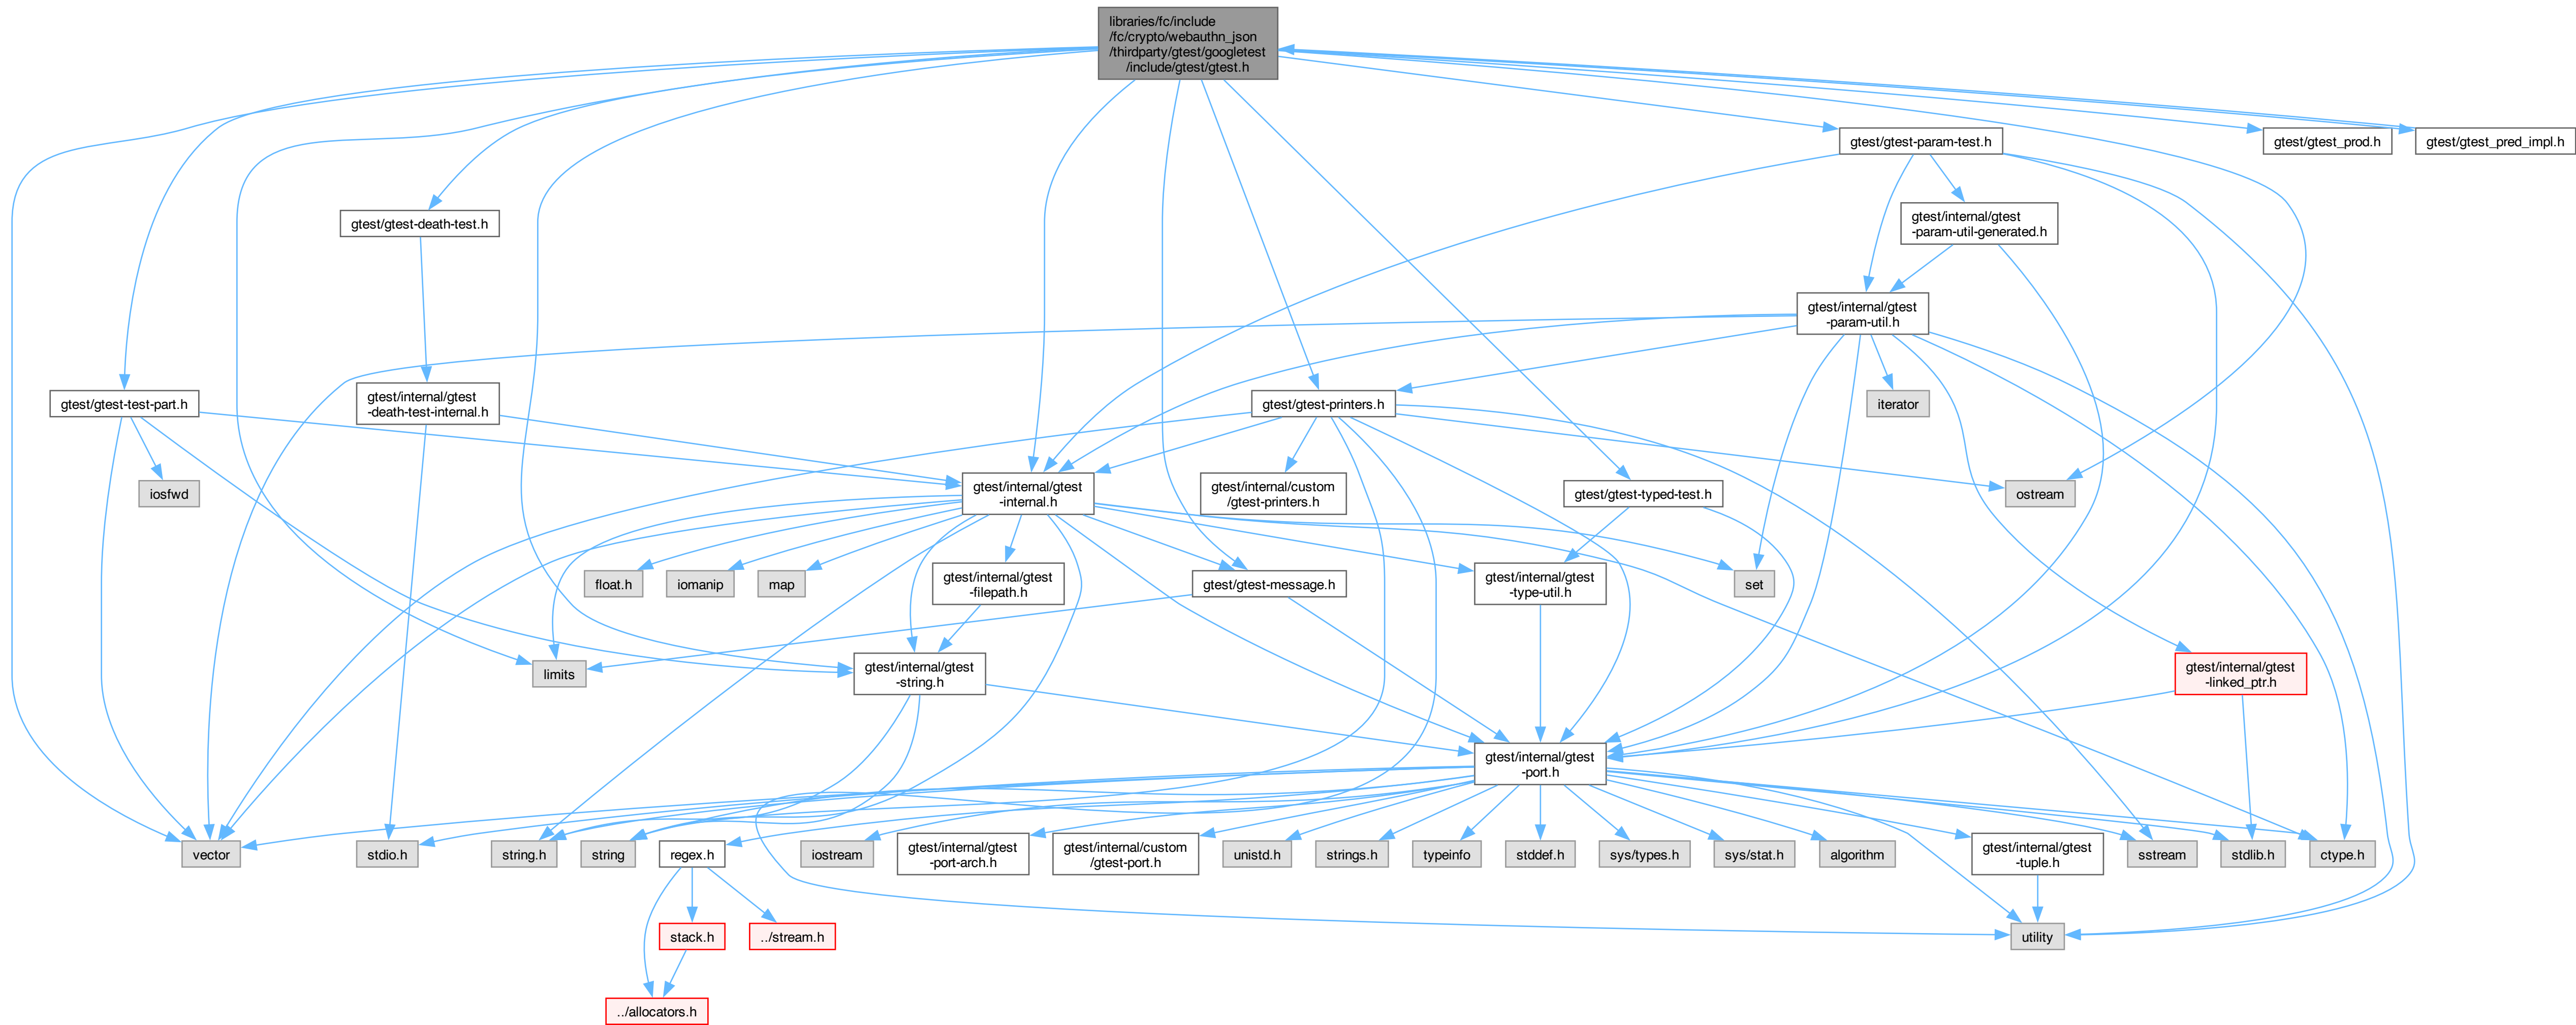 libraries/fc/include
/fc/crypto/webauthn_json
/thirdparty/gtest/googletest
/include/gtest/gtest.h
gtest/gtest-param-test.h
gtest/gtest_prod.h
gtest/gtest_pred_impl.h
gtest/gtest-death-test.h
gtest/internal/gtest
-param-util-generated.h
gtest/internal/gtest
-param-util.h
gtest/gtest-test-part.h
gtest/internal/gtest
-death-test-internal.h
gtest/gtest-printers.h
iterator
iosfwd
gtest/internal/gtest
-internal.h
gtest/internal/custom
/gtest-printers.h
gtest/gtest-typed-test.h
ostream
float.h
iomanip
map
gtest/internal/gtest
-filepath.h
gtest/gtest-message.h
gtest/internal/gtest
-type-util.h
set
limits
gtest/internal/gtest
-string.h
gtest/internal/gtest
-linked_ptr.h
gtest/internal/gtest
-port.h
vector
stdio.h
string.h
string
regex.h
iostream
gtest/internal/gtest
-port-arch.h
gtest/internal/custom
/gtest-port.h
unistd.h
strings.h
typeinfo
stddef.h
sys/types.h
sys/stat.h
algorithm
gtest/internal/gtest
-tuple.h
sstream
stdlib.h
ctype.h
stack.h
../stream.h
utility
../allocators.h